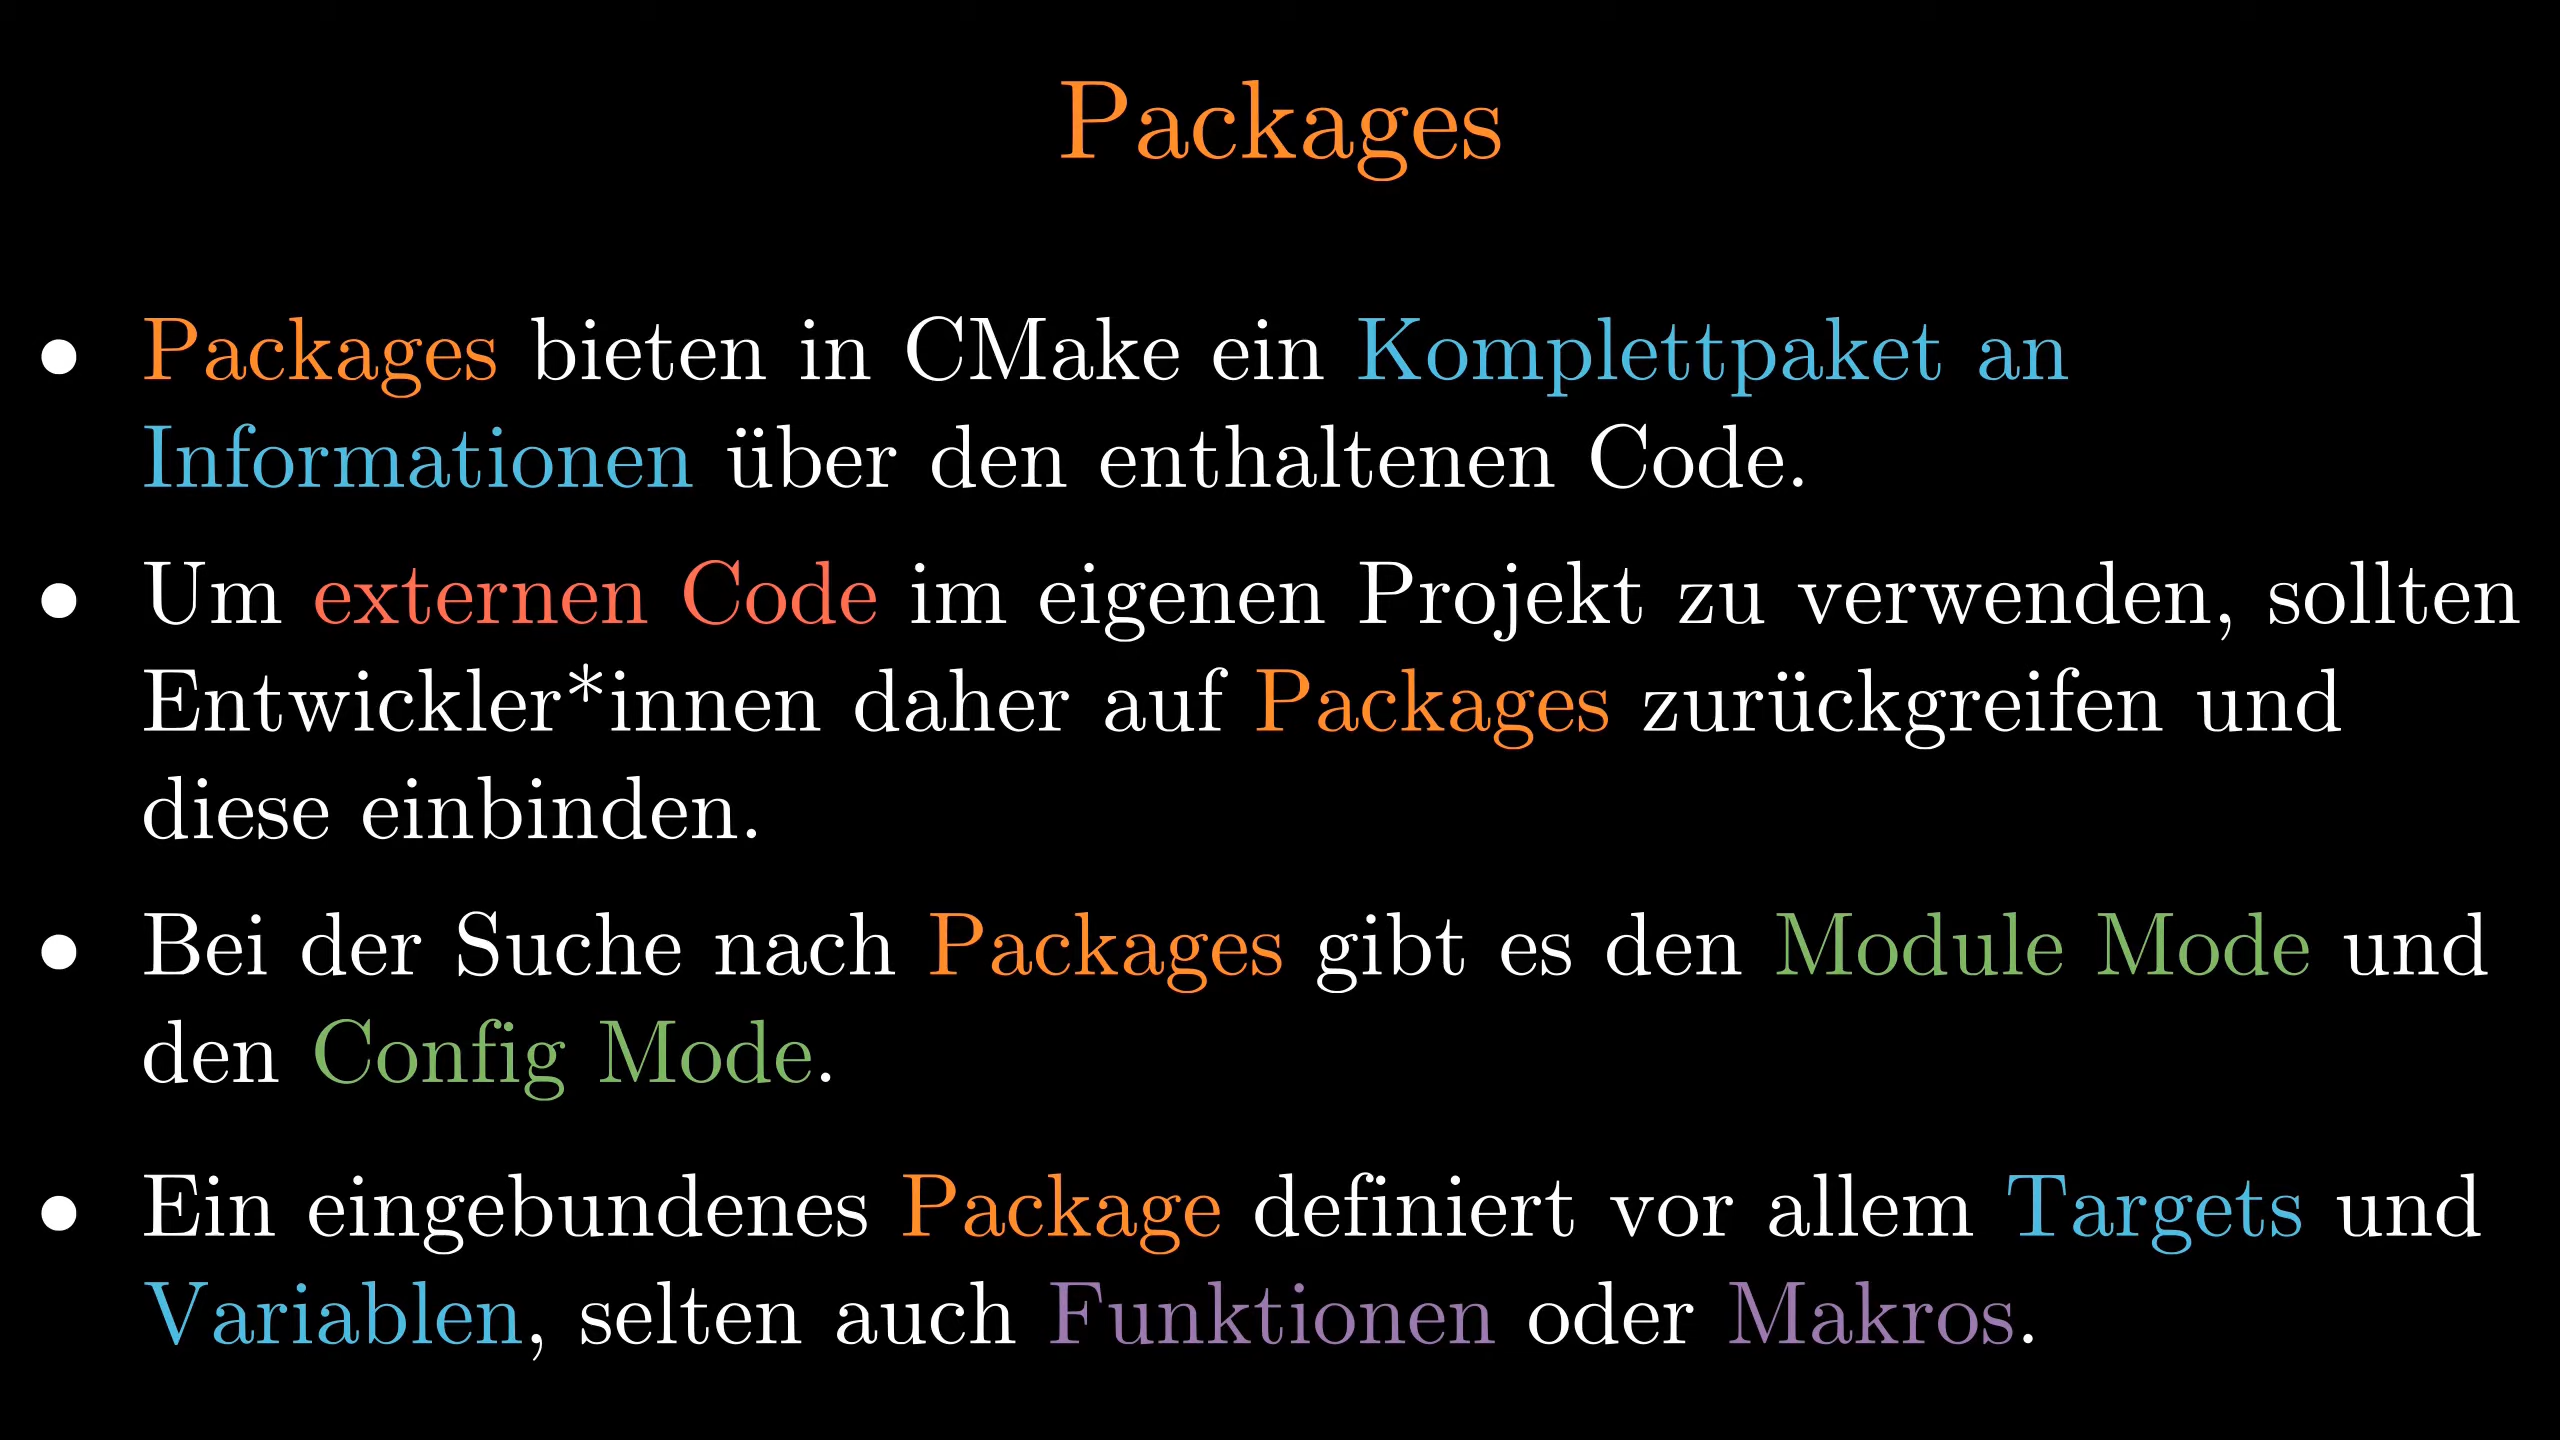 Packages
• Packages bieten in CMake ein Komplettpaket an
Informationen über den enthaltenen Code.
• Um externen Code im eigenen Projekt zu verwenden, sollten
Entwickler*innen daher auf Packages zurückgreifen und
diese einbinden.
• Bei der Suche nach Packages gibt es den Module Mode und
den Config Mode.
• Ein eingebundenes Package definiert vor allem Targets und
Variablen, selten auch Funktionen oder Makros.